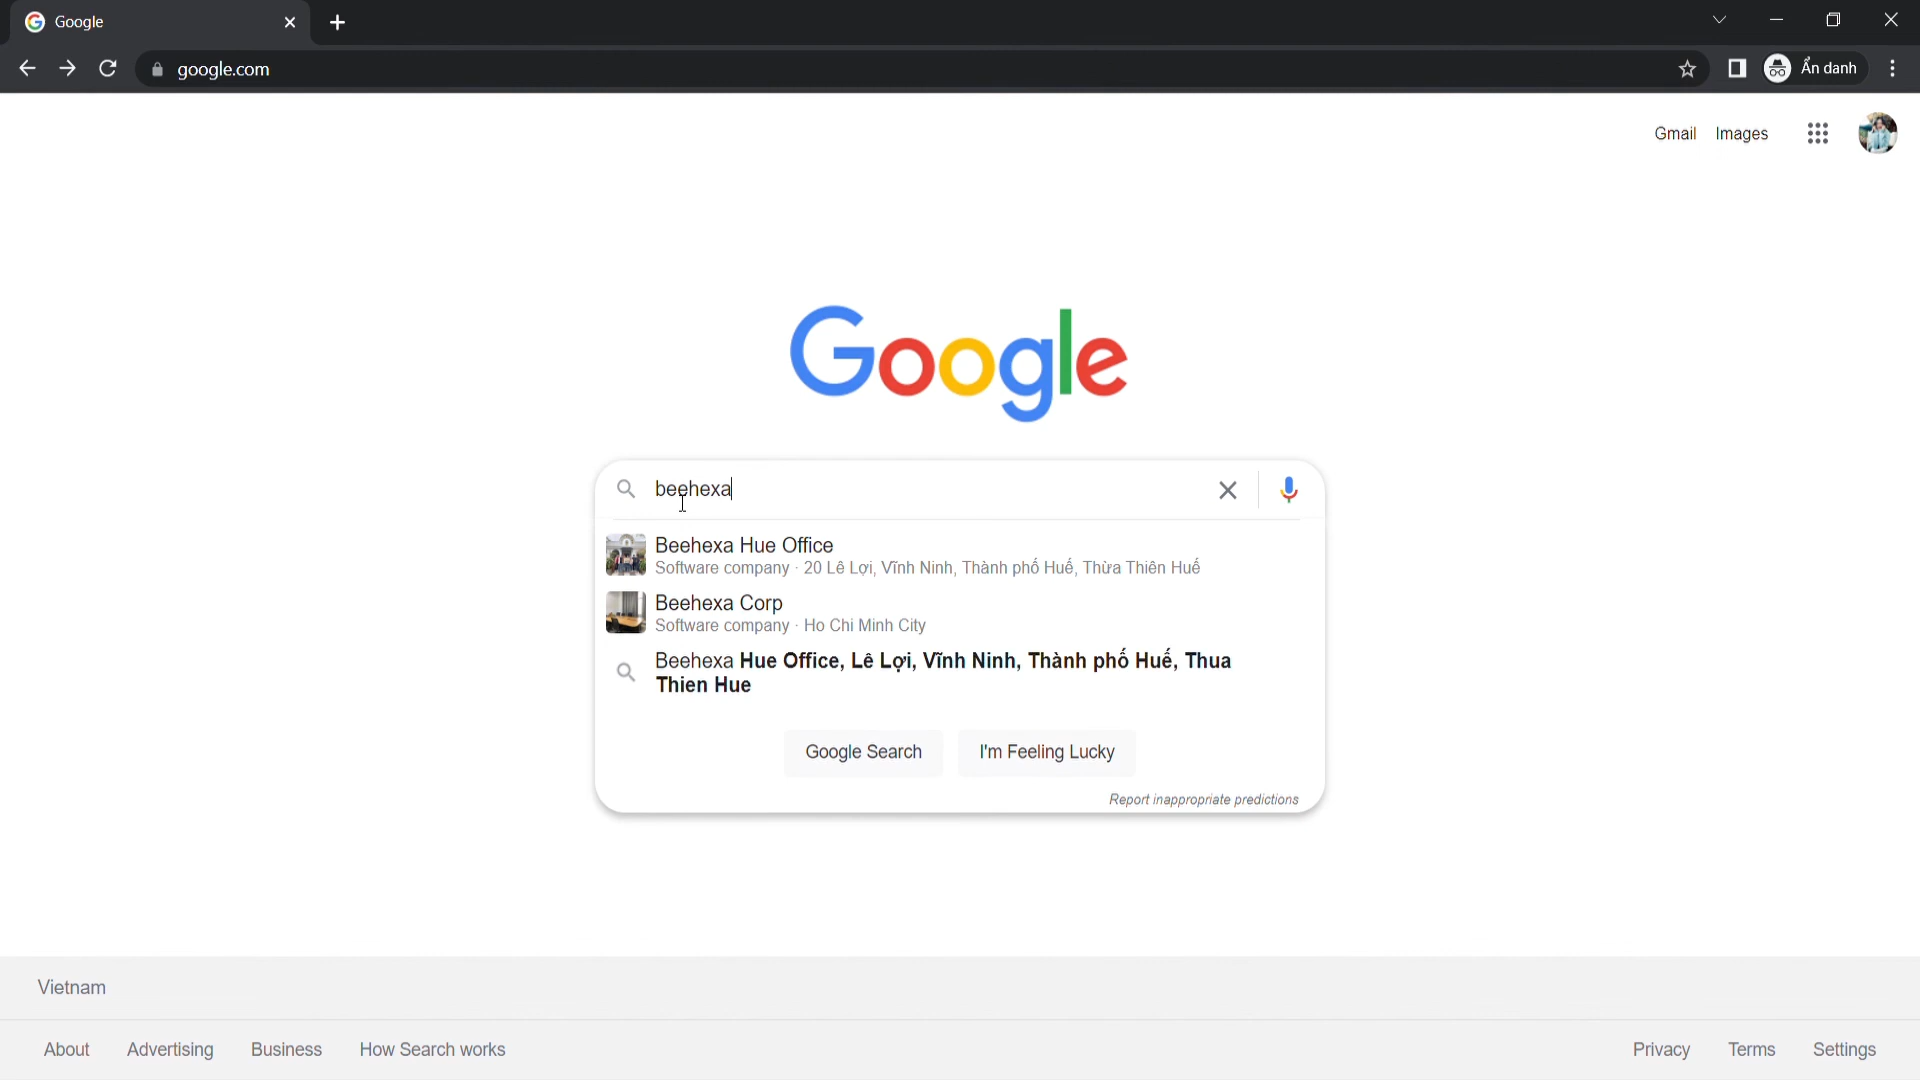 Google
google.com
Ẩn danh
Gmail Images
Google
beehexa
Beehexa Hue Office
Software company · 20 Lê Lợi, Vĩnh Ninh, Thành phố Huế, Thừa Thiên Huế
Beehexa Corp
Software company · Ho Chi Minh City
Beehexa Hue Office, Lê Lợi, Vĩnh Ninh, Thành phố Huế, Thua
Thien Hue
Google Search I'm Feeling Lucky
Report inappropriate predictions
Vietnam
About Advertising Business How Search works Privacy Terms Settings